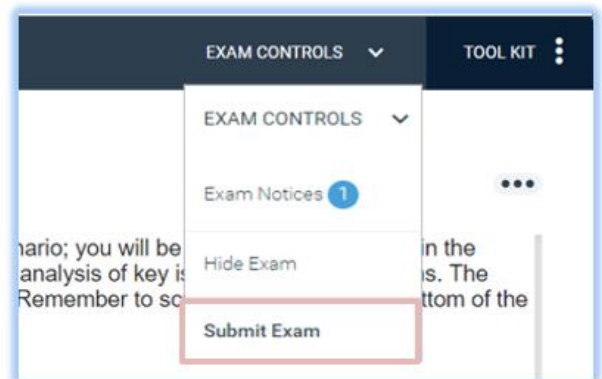 EXAM CONTROLS TOOL KIT
EXAM CONTROLS
Exam Notices 1
Hide Exam
nario; you will be in the
analysis of key is. The
Remember to sc ttom of the
Submit Exam